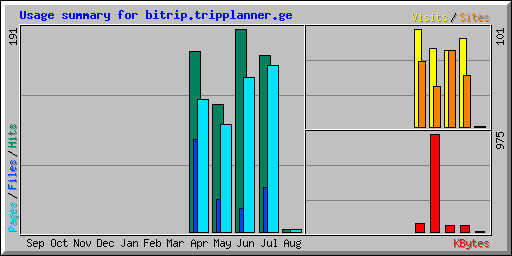 Usage summary for bitrip.tripplanner.ge
Visits/Sites
191
101
Pages/Files/Hits
975
Sep Oct Nov Dec Jan Feb Mar Apr May Jun Jul Aug
KBytes